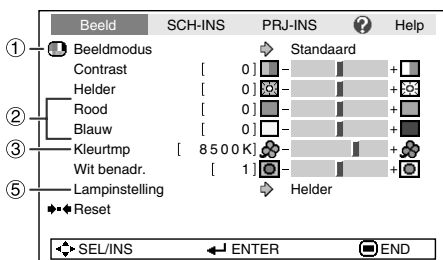 Beeld SCH-INS PRJ-INS ? Help
① Beeldmodus Standaard
Contrast [ 0] - +
Helder [ 0] - +
② Rood [ 0] - +
Blauw [ 0] - +
③ Kleurtmp [ 8500K] - +
Wit benadr. [ 1] - +
⑤ Lampinstelling Helder
Reset
SEL/INS ENTER END